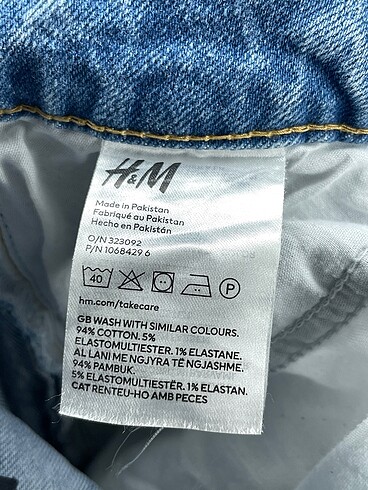 H&M
Made in Pakistan
Fabriqué au Pakistan
Hecho en Pakistán
O/N 323092
P/N 1068429 6
40
P
hm.com/takecare
GB WASH WITH SIMILAR COLOURS.
94% COTTON. 5%
ELASTOMULTIESTER. 1% ELASTANE.
AL LANI ME NGJYRA TË NGJASHME.
94% PAMBUK.
5% ELASTOMULTIESTËR. 1% ELASTAN.
CAT RENTEU-HO AMB PECES